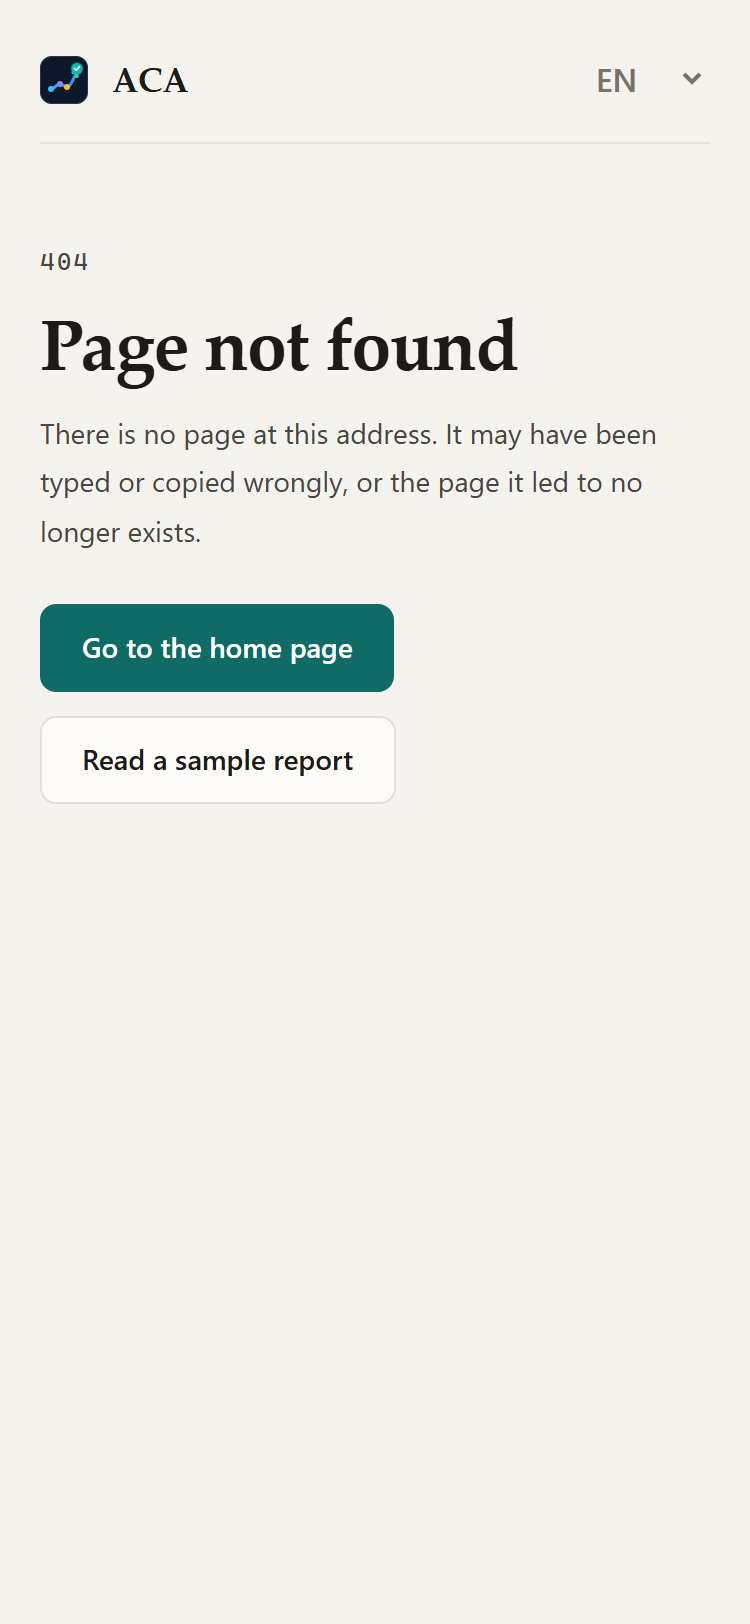 ACA
EN
404
Page not found
There is no page at this address. It may have been
typed or copied wrongly, or the page it led to no
longer exists.
Go to the home page
Read a sample report